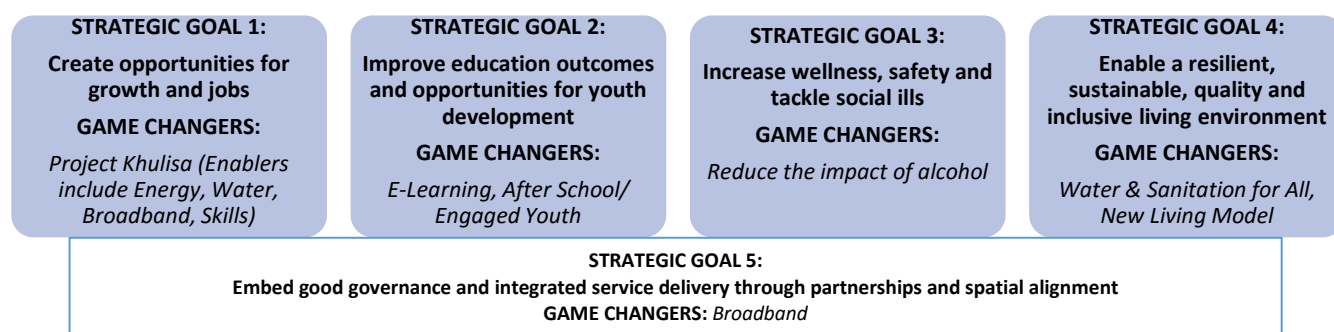 STRATEGIC GOAL 1:
Create opportunities for
growth and jobs
GAME CHANGERS:
Project Khulisa (Enablers
include Energy, Water,
Broadband, Skills)
STRATEGIC GOAL 2:
Improve education outcomes
and opportunities for youth
development
GAME CHANGERS:
E-Learning, After School/
Engaged Youth
STRATEGIC GOAL 3:
Increase wellness, safety and
tackle social ills
GAME CHANGERS:
Reduce the impact of alcohol
STRATEGIC GOAL 4:
Enable a resilient,
sustainable, quality and
inclusive living environment
GAME CHANGERS:
Water & Sanitation for All,
New Living Model
STRATEGIC GOAL 5:
Embed good governance and integrated service delivery through partnerships and spatial alignment
GAME CHANGERS: Broadband